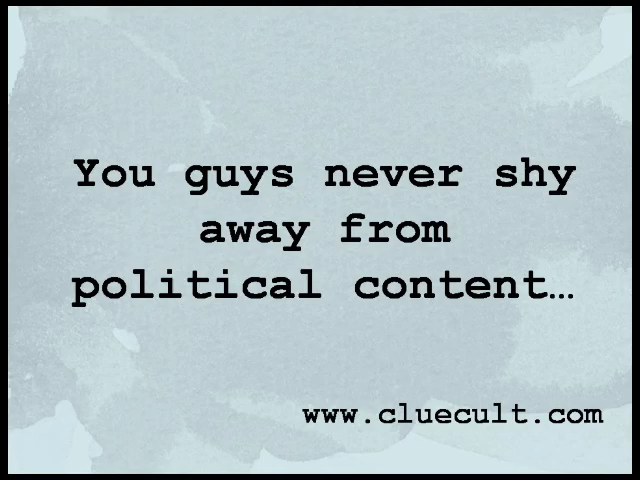 You guys never shy
away from
political content…
www.cluecult.com